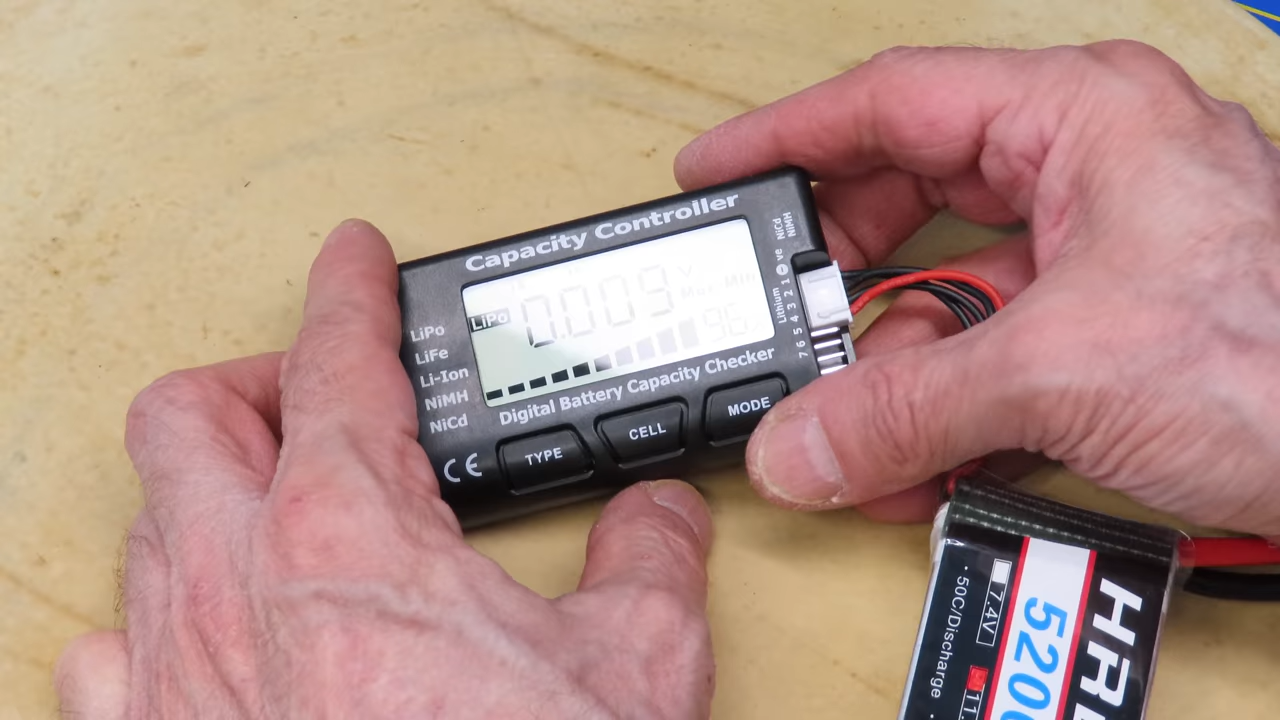 Capacity Controller
NiCd
NiMH
LiPo
LiFe
Li-Ion
NiMH
NiCd
LiPo
0.009 V
Max Min
96%
Lithium
7 6 5 4 3 2 1 ve
Digital Battery Capacity Checker
CE
TYPE
CELL
MODE
HR
520
7.4V
11.
· 50C/Discharge ·